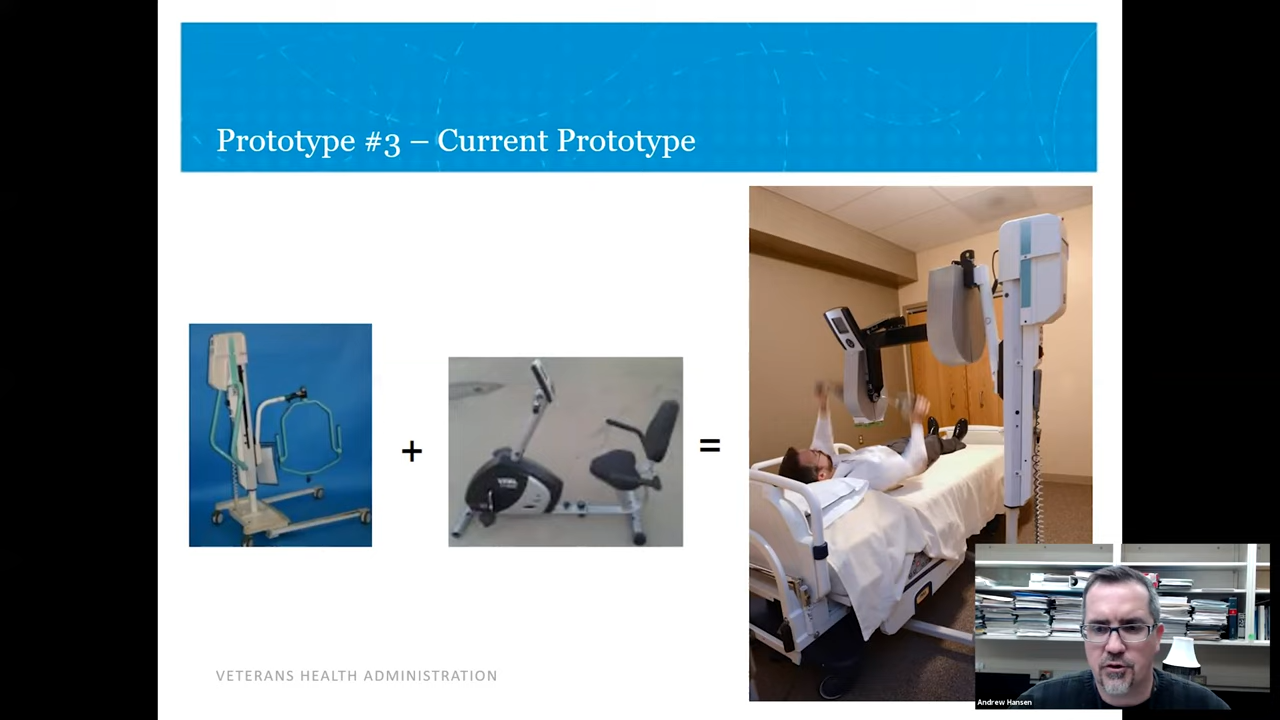 Prototype #3 – Current Prototype
+
=
VETERANS HEALTH ADMINISTRATION
Andrew Hansen